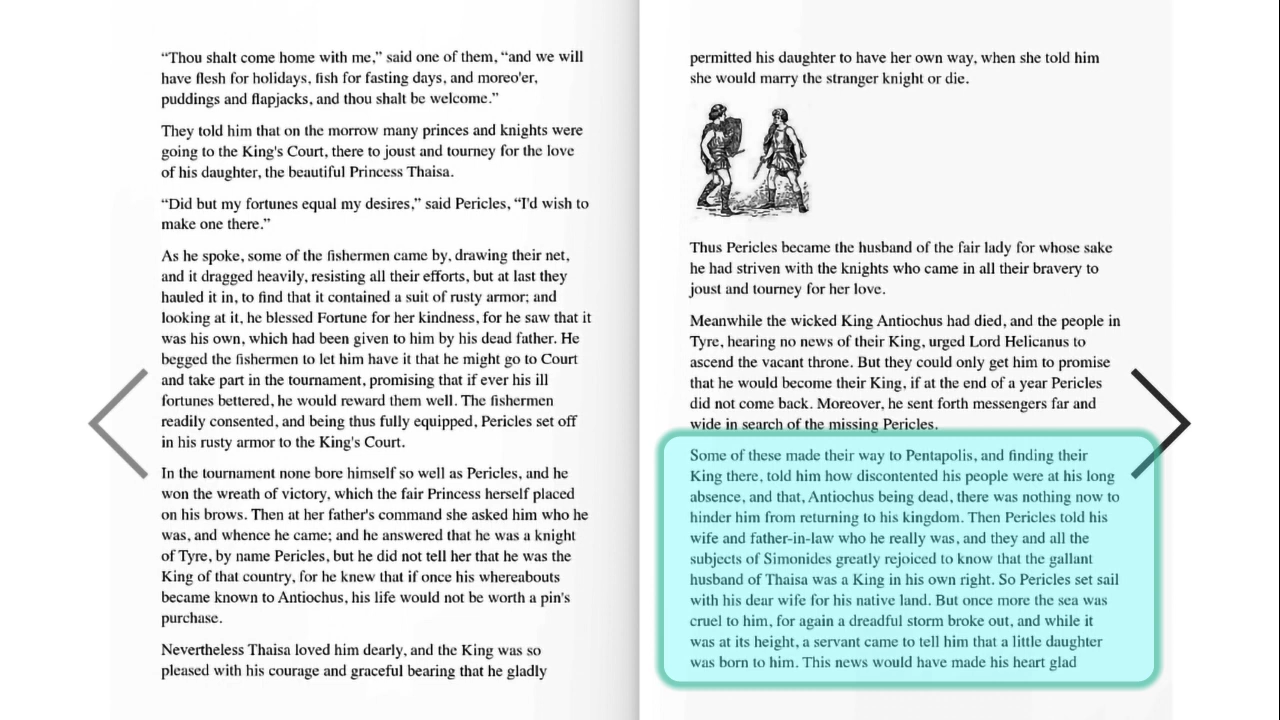 “Thou shalt come home with me,” said one of them, “and we will
have flesh for holidays, fish for fasting days, and moreo'er,
puddings and flapjacks, and thou shalt be welcome.”
They told him that on the morrow many princes and knights were
going to the King's Court, there to joust and tourney for the love
of his daughter, the beautiful Princess Thaisa.
“Did but my fortunes equal my desires,” said Pericles, “I'd wish to
make one there.”
As he spoke, some of the fishermen came by, drawing their net,
and it dragged heavily, resisting all their efforts, but at last they
hauled it in, to find that it contained a suit of rusty armor; and
looking at it, he blessed Fortune for her kindness, for he saw that it
was his own, which had been given to him by his dead father. He
begged the fishermen to let him have it that he might go to Court
and take part in the tournament, promising that if ever his ill
fortunes bettered, he would reward them well. The fishermen
readily consented, and being thus fully equipped, Pericles set off
in his rusty armor to the King's Court.
In the tournament none bore himself so well as Pericles, and he
won the wreath of victory, which the fair Princess herself placed
on his brows. Then at her father's command she asked him who he
was, and whence he came; and he answered that he was a knight
of Tyre, by name Pericles, but he did not tell her that he was the
King of that country, for he knew that if once his whereabouts
became known to Antiochus, his life would not be worth a pin's
purchase.
Nevertheless Thaisa loved him dearly, and the King was so
pleased with his courage and graceful bearing that he gladly
permitted his daughter to have her own way, when she told him
she would marry the stranger knight or die.
Thus Pericles became the husband of the fair lady for whose sake
he had striven with the knights who came in all their bravery to
joust and tourney for her love.
Meanwhile the wicked King Antiochus had died, and the people in
Tyre, hearing no news of their King, urged Lord Helicanus to
ascend the vacant throne. But they could only get him to promise
that he would become their King, if at the end of a year Pericles
did not come back. Moreover, he sent forth messengers far and
wide in search of the missing Pericles.
Some of these made their way to Pentapolis, and finding their
King there, told him how discontented his people were at his long
absence, and that, Antiochus being dead, there was nothing now to
hinder him from returning to his kingdom. Then Pericles told his
wife and father-in-law who he really was, and they and all the
subjects of Simonides greatly rejoiced to know that the gallant
husband of Thaisa was a King in his own right. So Pericles set sail
with his dear wife for his native land. But once more the sea was
cruel to him, for again a dreadful storm broke out, and while it
was at its height, a servant came to tell him that a little daughter
was born to him. This news would have made his heart glad